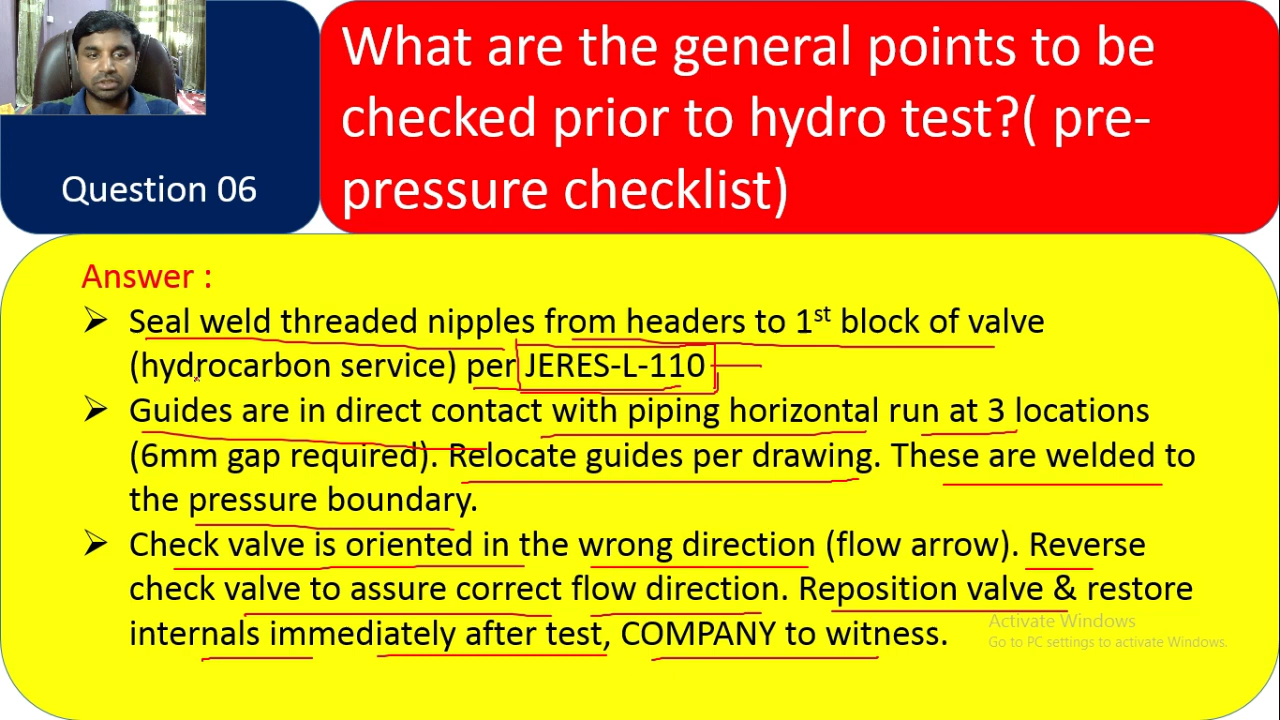 Question 06
What are the general points to be
checked prior to hydro test?( pre-
pressure checklist)
Answer :
Seal weld threaded nipples from headers to 1st block of valve
(hydrocarbon service) per JERES-L-110
Guides are in direct contact with piping horizontal run at 3 locations
(6mm gap required). Relocate guides per drawing. These are welded to
the pressure boundary.
Check valve is oriented in the wrong direction (flow arrow). Reverse
check valve to assure correct flow direction. Reposition valve & restore
internals immediately after test, COMPANY to witness.
Activate Windows
Go to PC settings to activate Windows.